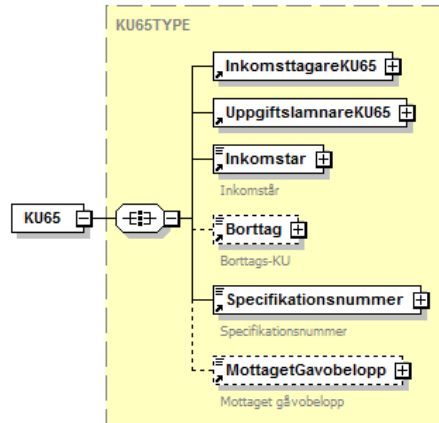 KU65TYPE
InkomsttagareKU65
UppgiftslamnareKU65
Inkomstar
Inkomstår
KU65
Borttag
Borttags-KU
Specifikationsnummer
Specifikationsnummer
MottagetGavobelopp
Mottaget gåvobelopp